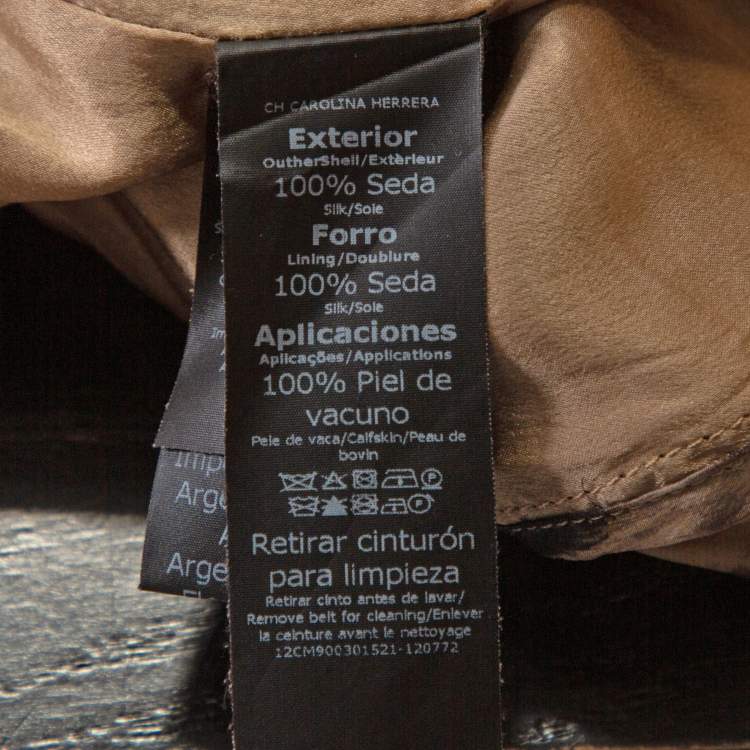 CH CAROLINA HERRERA
Exterior
OutherShell/Extèrieur
100% Seda
Silk/Soie
Forro
Lining/Doublure
100% Seda
Silk/Soie
Aplicaciones
Aplicações/Applications
100% Piel de
vacuno
Pele de vaca/Calfskin/Peau de
bovin
Retirar cinturón
para limpieza
Retirar cinto antes de lavar/
Remove belt for cleaning/Enlever
la ceinture avant le nettoyage
12CM900301521-120772